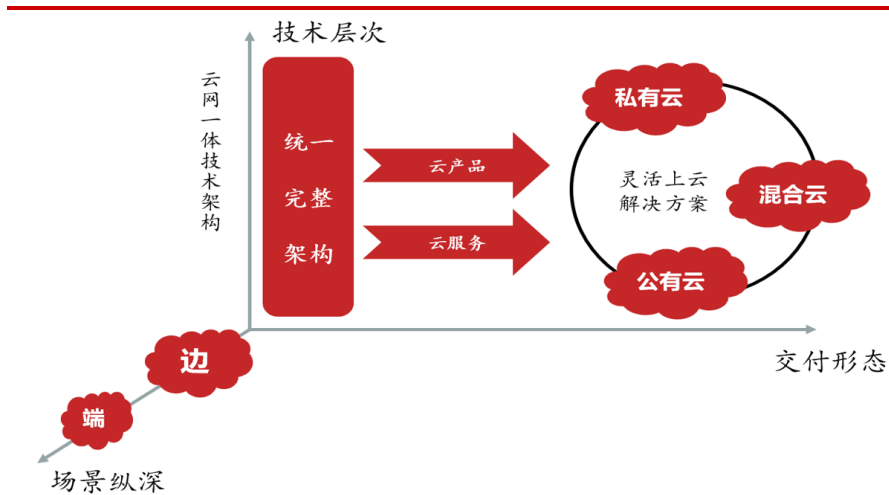 技术层次
云网一体技术架构
统一
完整
架构
云产品
云服务
私有云
灵活上云
解决方案
混合云
公有云
交付形态
边
端
场景纵深